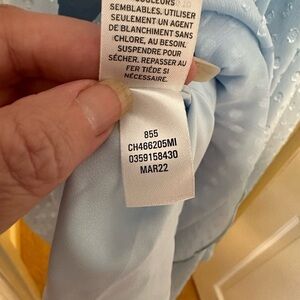 SEMBLABLES. UTILISER
SEULEMENT UN AGENT
DE BLANCHIMENT SANS
CHLORE, AU BESOIN.
SUSPENDRE POUR
SÉCHER. REPASSER AU
FER TIÈDE SI
NÉCESSAIRE.
855
CH466205MI
0359158430
MAR22